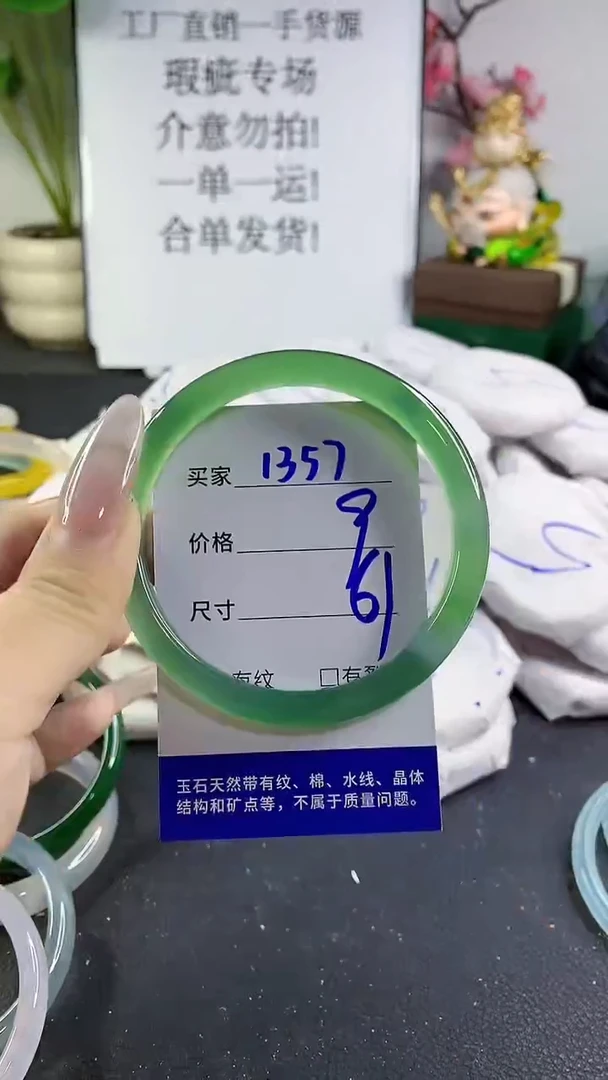 工厂直销一手货源
瑕疵专场
介意勿拍!
一单一运!
合单发货!
买家 1357
价格 9
尺寸 61
有纹 □有裂
玉石天然带有纹、棉、水线、晶体
结构和矿点等，不属于质量问题。